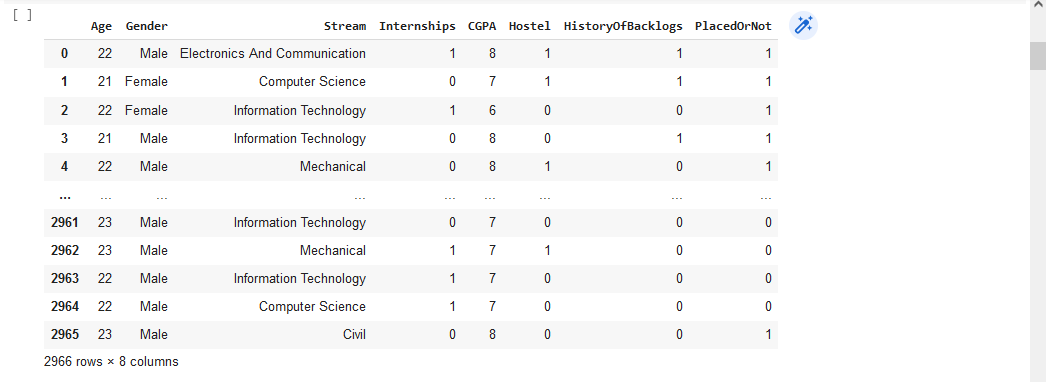 [ ]
Age Gender Stream Internships CGPA Hostel HistoryOfBacklogs PlacedOrNot
0 22 Male Electronics And Communication 1 8 1 1 1
1 21 Female Computer Science 0 7 1 1 1
2 22 Female Information Technology 1 6 0 0 1
3 21 Male Information Technology 0 8 0 1 1
4 22 Male Mechanical 0 8 1 0 1
... ... ... ... ... ... ... ... ...
2961 23 Male Information Technology 0 7 0 0 0
2962 23 Male Mechanical 1 7 1 0 0
2963 22 Male Information Technology 1 7 0 0 0
2964 22 Male Computer Science 1 7 0 0 0
2965 23 Male Civil 0 8 0 0 1
2966 rows × 8 columns